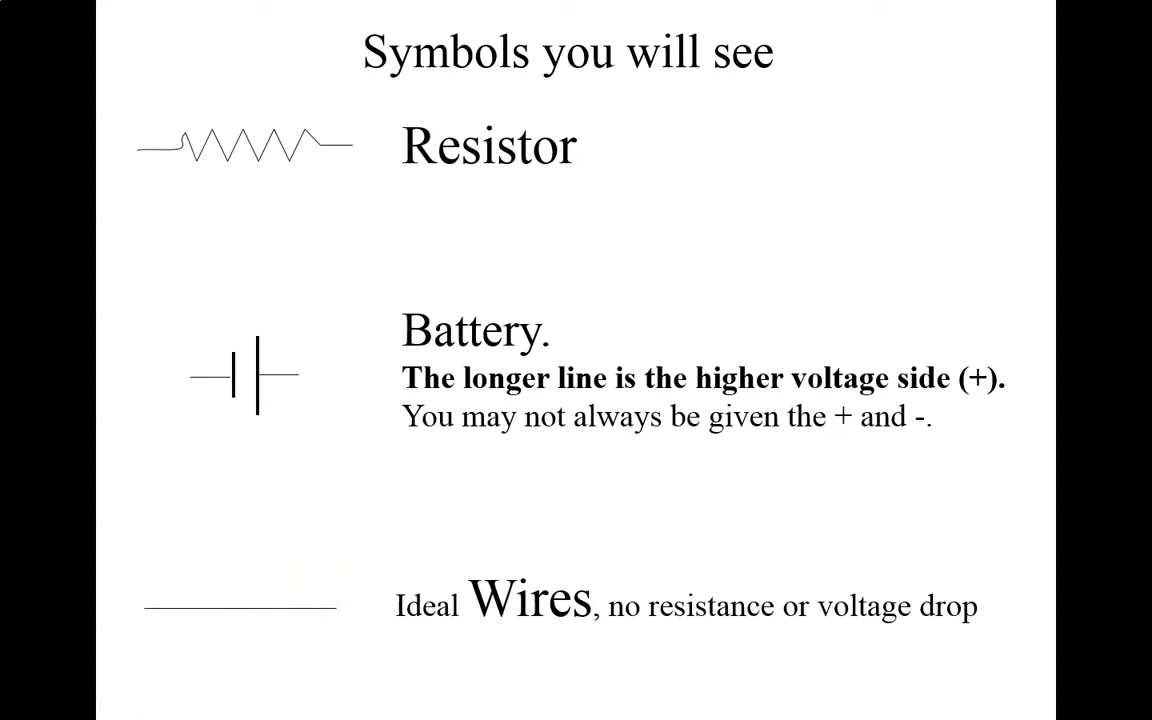 Symbols you will see
Resistor
Battery.
The longer line is the higher voltage side (+).
You may not always be given the + and -.
Ideal Wires, no resistance or voltage drop